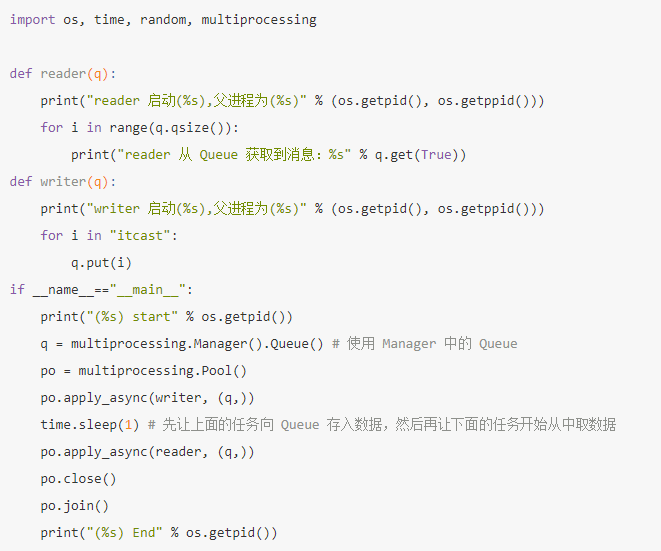 import os, time, random, multiprocessing
def reader(q):
print("reader 启动(%s),父进程为(%s)" % (os.getpid(), os.getppid()))
for i in range(q.qsize()):
print("reader 从 Queue 获取到消息: %s" % q.get(True))
def writer(q):
print("writer 启动(%s),父进程为(%s)" % (os.getpid(), os.getppid()))
for i in "itcast":
q.put(i)
if __name__=="__main__":
print("(%s) start" % os.getpid())
q = multiprocessing.Manager().Queue() # 使用 Manager 中的 Queue
po = multiprocessing.Pool()
po.apply_async(writer, (q,))
time.sleep(1) # 先让上面的任务向 Queue 存入数据，然后再让下面的任务开始从中取数据
po.apply_async(reader, (q,))
po.close()
po.join()
print("(%s) End" % os.getpid())